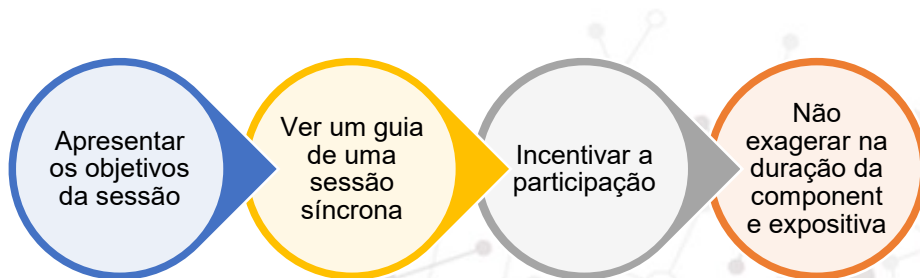 Apresentar
os objetivos
da sessão
Ver um guia
de uma
sessão
síncrona
Incentivar a
participação
Não
exagerar na
duração da
component
e expositiva